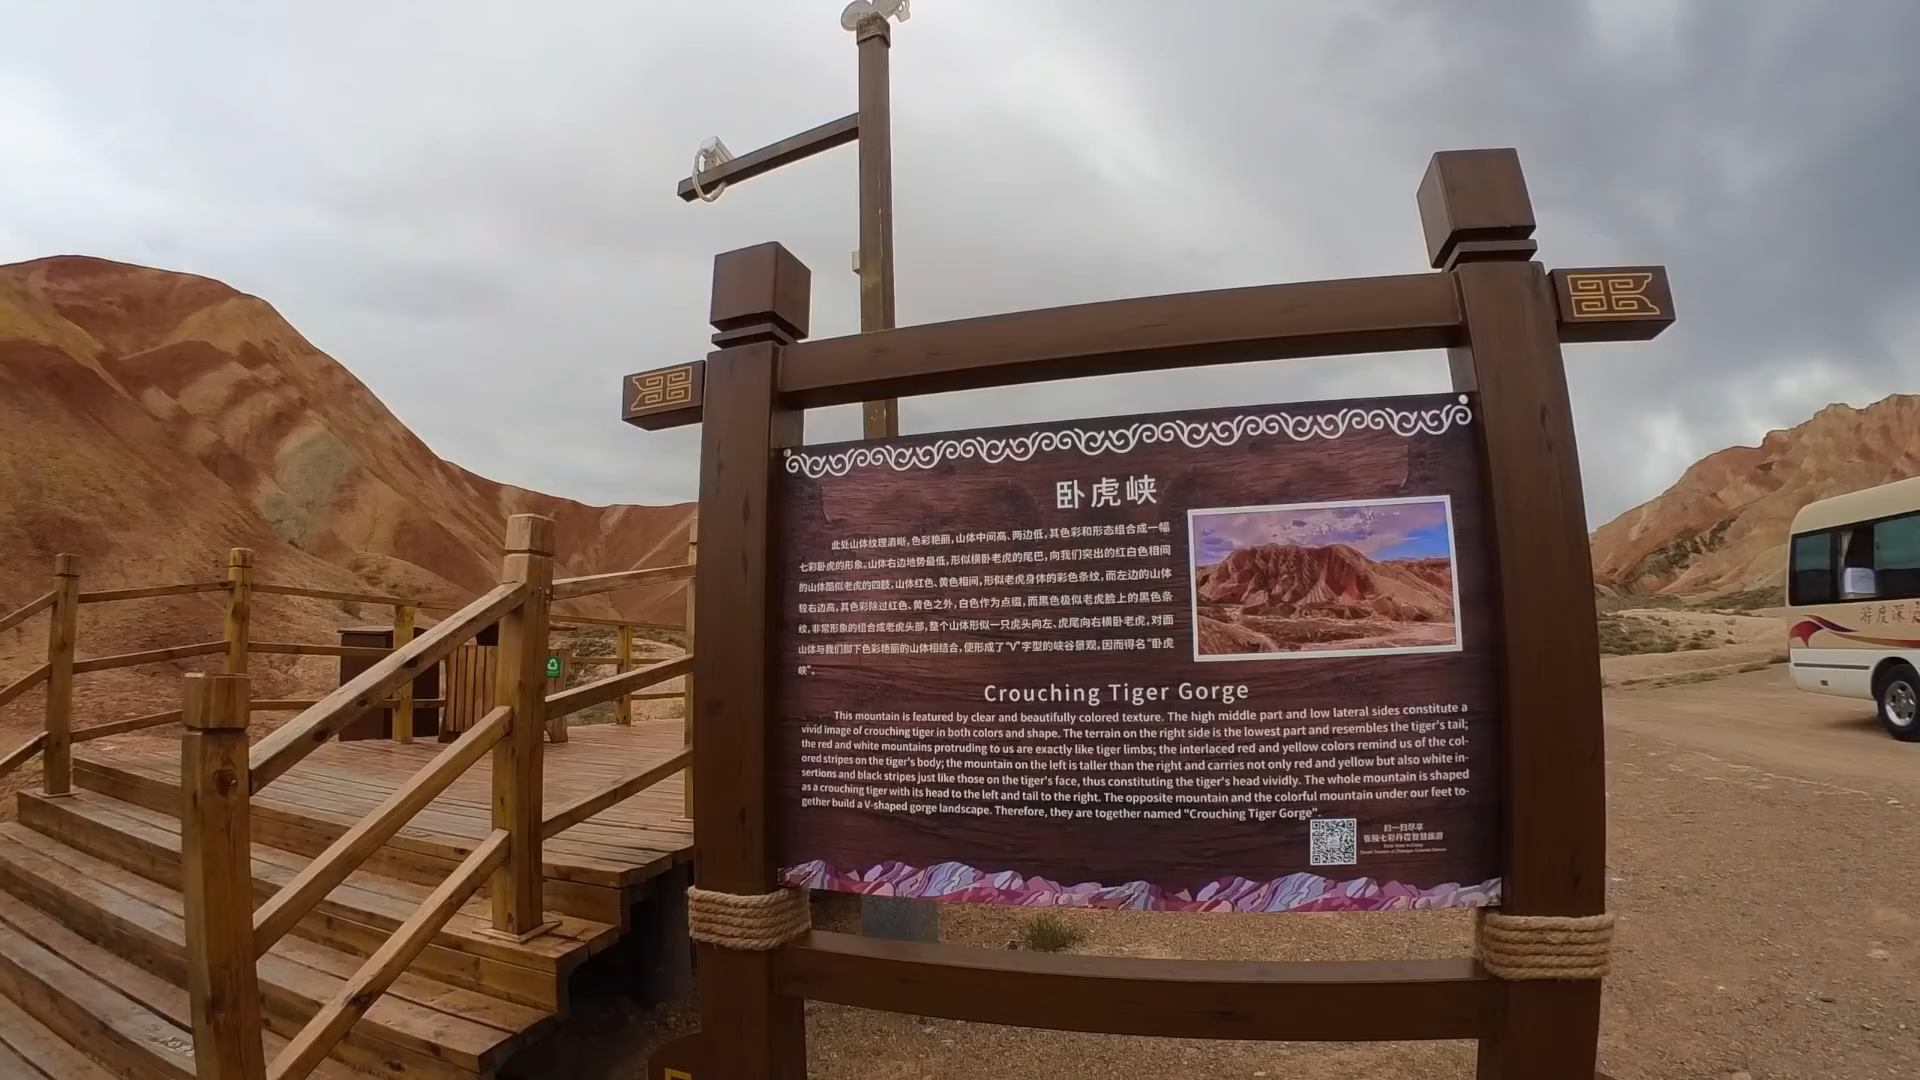 卧虎峡
此处山体纹理清晰,色彩艳丽,山体中间高、两边低,其色彩和形态组合成一幅
七彩卧虎的形象。山体右边地势最低,形似横卧老虎的尾巴,向我们突出的红白色相间
的山体酷似老虎的四肢,山体红色、黄色相间,形似老虎身体的彩色条纹,而左边的山体
较右边高,其色彩除过红色、黄色之外,白色作为点缀,而黑色极似老虎脸上的黑色条
纹,非常形象的组合成老虎头部,整个山体形似一只虎头向左、虎尾向右横卧老虎,对面
山体与我们脚下色彩艳丽的山体相结合,便形成了"V"字型的峡谷景观,因而得名"卧虎
峡"。
Crouching Tiger Gorge
This mountain is featured by clear and beautifully colored texture. The high middle part and low lateral sides constitute a
vivid image of crouching tiger in both colors and shape. The terrain on the right side is the lowest part and resembles the tiger's tail;
the red and white mountains protruding to us are exactly like tiger limbs; the interlaced red and yellow colors remind us of the col-
ored stripes on the tiger's body; the mountain on the left is taller than the right and carries not only red and yellow but also white in-
sertions and black stripes just like those on the tiger's face, thus constituting the tiger's head vividly. The whole mountain is shaped
as a crouching tiger with its head to the left and tail to the right. The opposite mountain and the colorful mountain under our feet to-
gether build a V-shaped gorge landscape. Therefore, they are together named "Crouching Tiger Gorge".
扫一扫尽享
张掖七彩丹霞智慧旅游